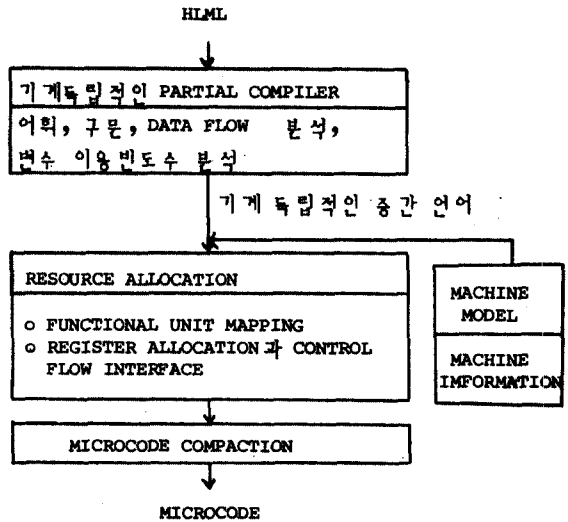 HLML
기계독립적인 PARTIAL COMPILER
어휘, 구문, DATA FLOW 분석,
변수 이용빈도수 분석
기계 독립적인 중간 언어
RESOURCE ALLOCATION
o FUNCTIONAL UNIT MAPPING
o REGISTER ALLOCATION과 CONTROL
FLOW INTERFACE
MACHINE
MODEL
MACHINE
IMFORMATION
MICROCODE COMPACTION
MICROCODE